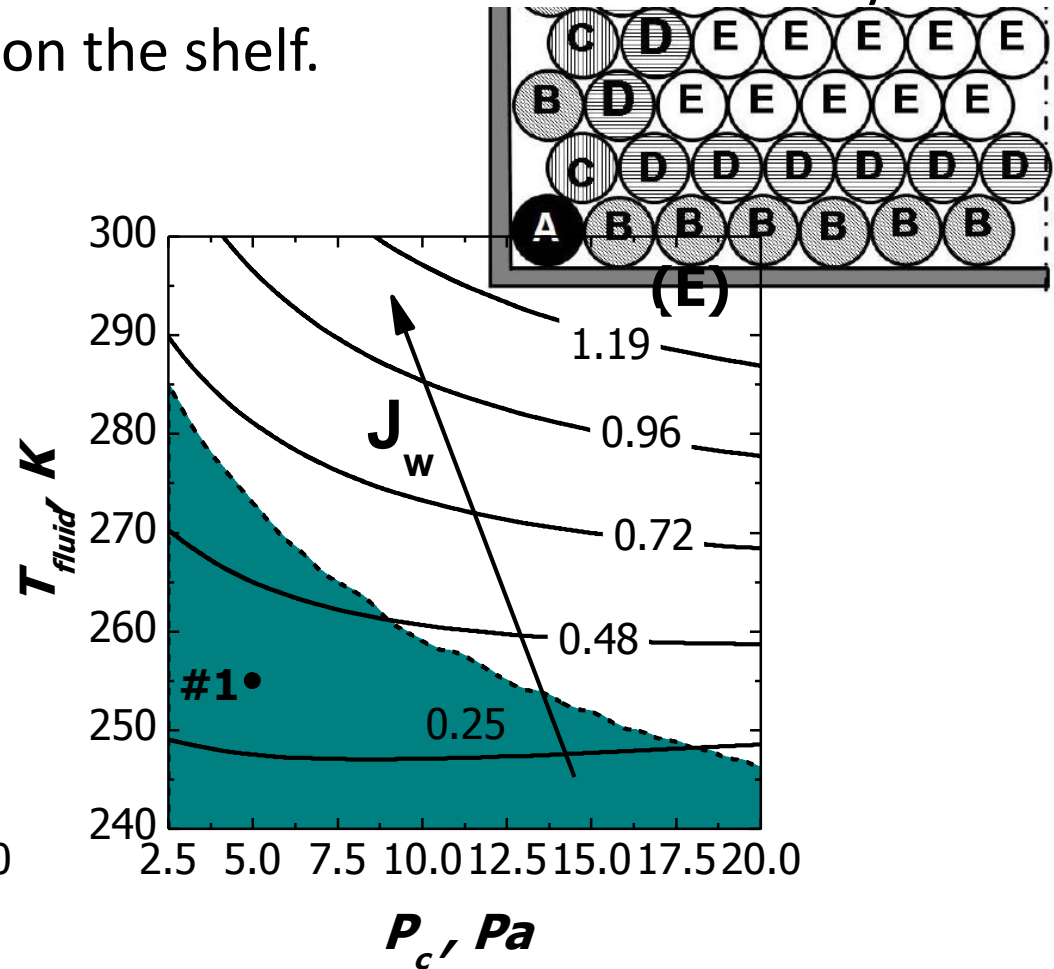 on the shelf.
C D E E E E E
B D E E E E E
C D D D D D D
A B B B B B B
(E)
300
290
280
270
260
250
240
T fluid, K
1.19
0.96
J w
0.72
0.48
#1
0.25
0
2.5 5.0 7.5 10.0 12.5 15.0 17.5 20.0
P c, Pa